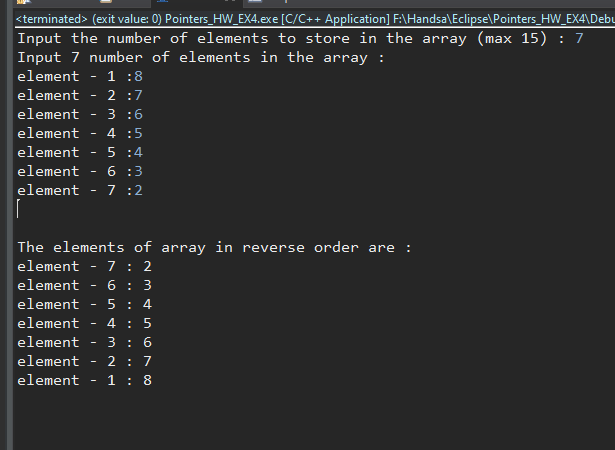 <terminated> (exit value: 0) Pointers_HW_EX4.exe [C/C++ Application] F:\Handsa\Eclipse\Pointers_HW_EX4\Debu
Input the number of elements to store in the array (max 15) : 7
Input 7 number of elements in the array :
element - 1 :8
element - 2 :7
element - 3 :6
element - 4 :5
element - 5 :4
element - 6 :3
element - 7 :2
The elements of array in reverse order are :
element - 7 : 2
element - 6 : 3
element - 5 : 4
element - 4 : 5
element - 3 : 6
element - 2 : 7
element - 1 : 8